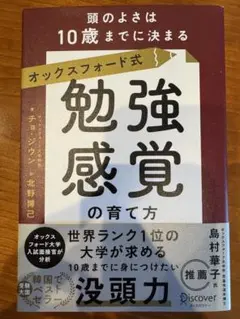 頭のよさは
10歳までに決まる
オックスフォード式
勉強
感覚
の育て方
チョ・ジウン
北野博己
世界ランク1位の
大学が求める
10歳までに身につけたい
没頭力
オックス
フォード大学
入試面接官が
分析
韓国で
ベスト
セラー
島村華子氏
推薦
Discover